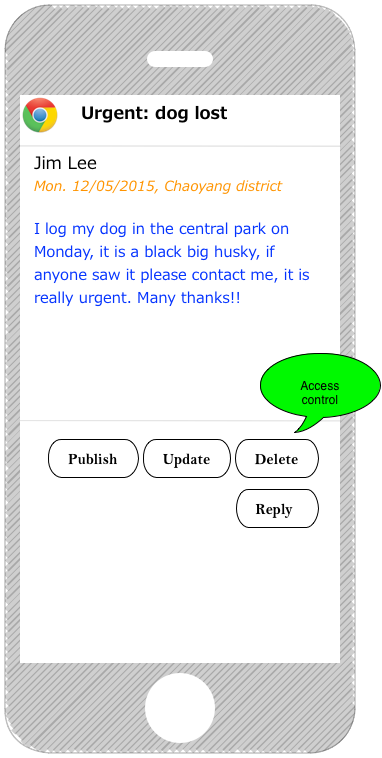 Urgent: dog lost
Jim Lee
Mon. 12/05/2015, Chaoyang district
I log my dog in the central park on
Monday, it is a black big husky, if
anyone saw it please contact me, it is
really urgent. Many thanks!!
Access
control
Publish Update Delete
Reply